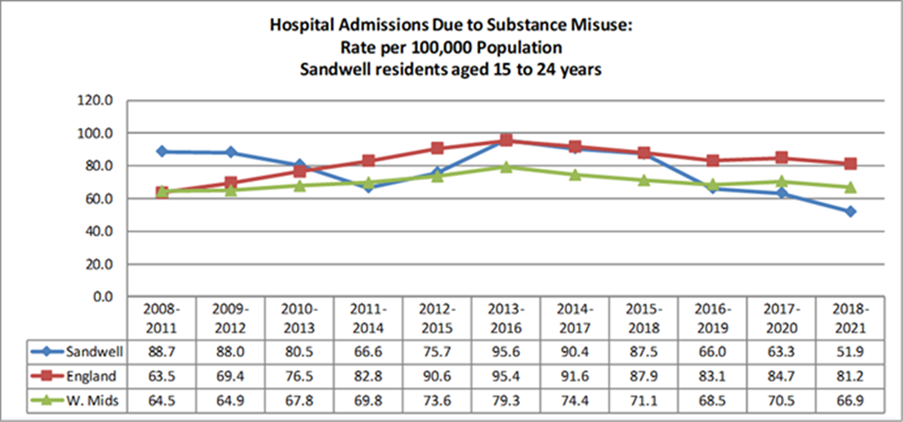 Hospital Admissions Due to Substance Misuse:
Rate per 100,000 Population
Sandwell residents aged 15 to 24 years
120.0
100.0
80.0
60.0
40.0
20.0
0.0
2008- 2009- 2010- 2011- 2012- 2013- 2014- 2015- 2016- 2017- 2018-
2011 2012 2013 2014 2015 2016 2017 2018 2019 2020 2021
Sandwell 88.7 88.0 80.5 66.6 75.7 95.6 90.4 87.5 66.0 63.3 51.9
England 63.5 69.4 76.5 82.8 90.6 95.4 91.6 87.9 83.1 84.7 81.2
W. Mids 64.5 64.9 67.8 69.8 73.6 79.3 74.4 71.1 68.5 70.5 66.9